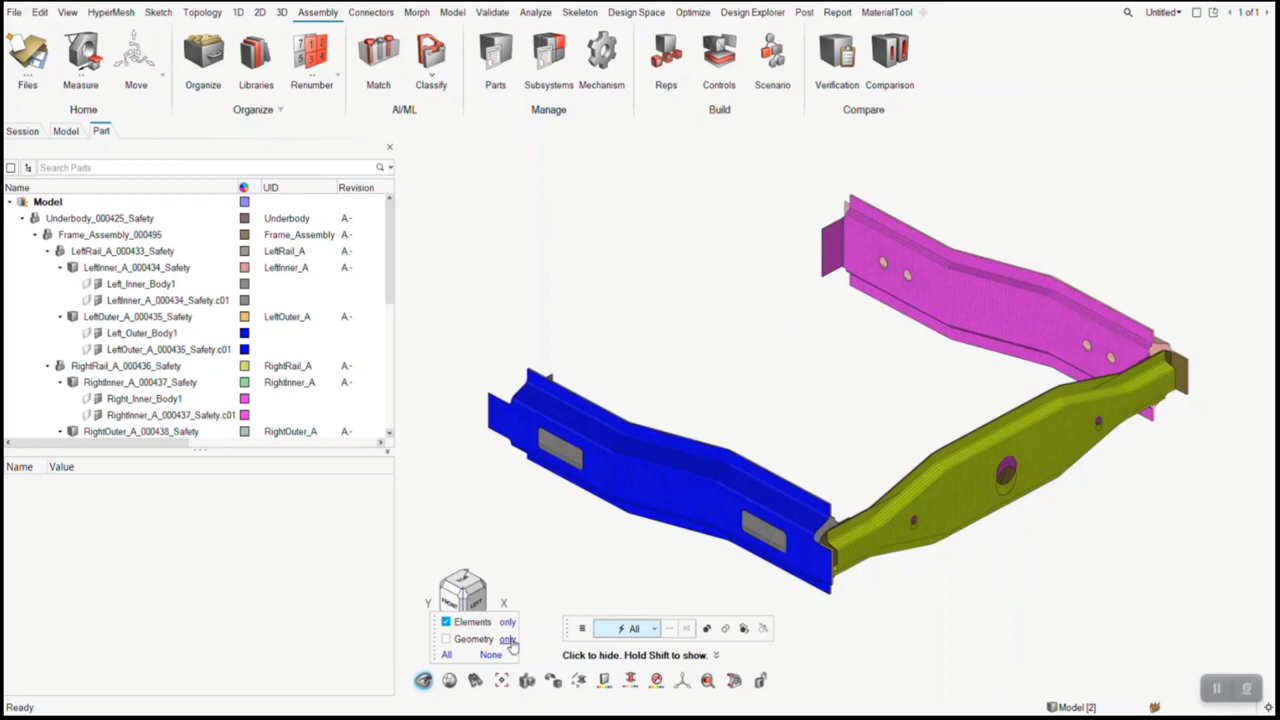 File Edit View HyperMesh Sketch Topology 1D 2D 3D Assembly Connectors Morph Model Validate Analyze Skeleton Design Space Optimize Design Explorer Post Report MaterialTool Untitled 1 of 1
Files Measure Move Organize Libraries Renumber Match Classify Parts Subsystems Mechanism Reps Controls Scenario Verification Comparison
Home Organize AI/ML Manage Build Compare
Session Model Part
Search Parts
Name UID Revision
Model
Underbody_000425_Safety Underbody A.-
Frame_Assembly_000495 Frame_Assembly A.-
LeftRail_A_000433_Safety LeftRail_A A.-
LeftInner_A_000434_Safety LeftInner_A A.-
Left_Inner_Body1
LeftInner_A_000434_Safety.c01
LeftOuter_A_000435_Safety LeftOuter_A A.-
Left_Outer_Body1
LeftOuter_A_000435_Safety.c01
RightRail_A_000436_Safety RightRail_A A.-
RightInner_A_000437_Safety RightInner_A A.-
Right_Inner_Body1
RightInner_A_000437_Safety.c01
RightOuter_A_000438_Safety RightOuter_A A.-
Name Value
TOP
FRONT LEFT
Y X
Elements only
Geometry only
All None
All
Click to hide. Hold Shift to show.
Ready Model [2]